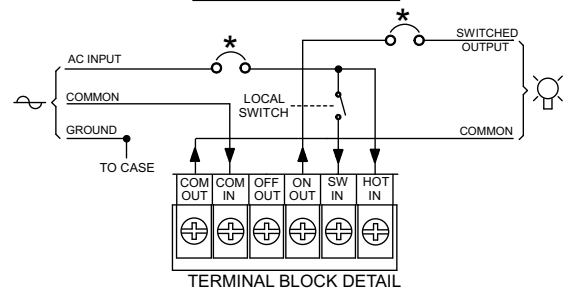 *
*
SWITCHED
OUTPUT
AC INPUT
COMMON
LOCAL
SWITCH
GROUND
COMMON
TO CASE
COM OUT
COM IN
OFF OUT
ON OUT
SW IN
HOT IN
TERMINAL BLOCK DETAIL